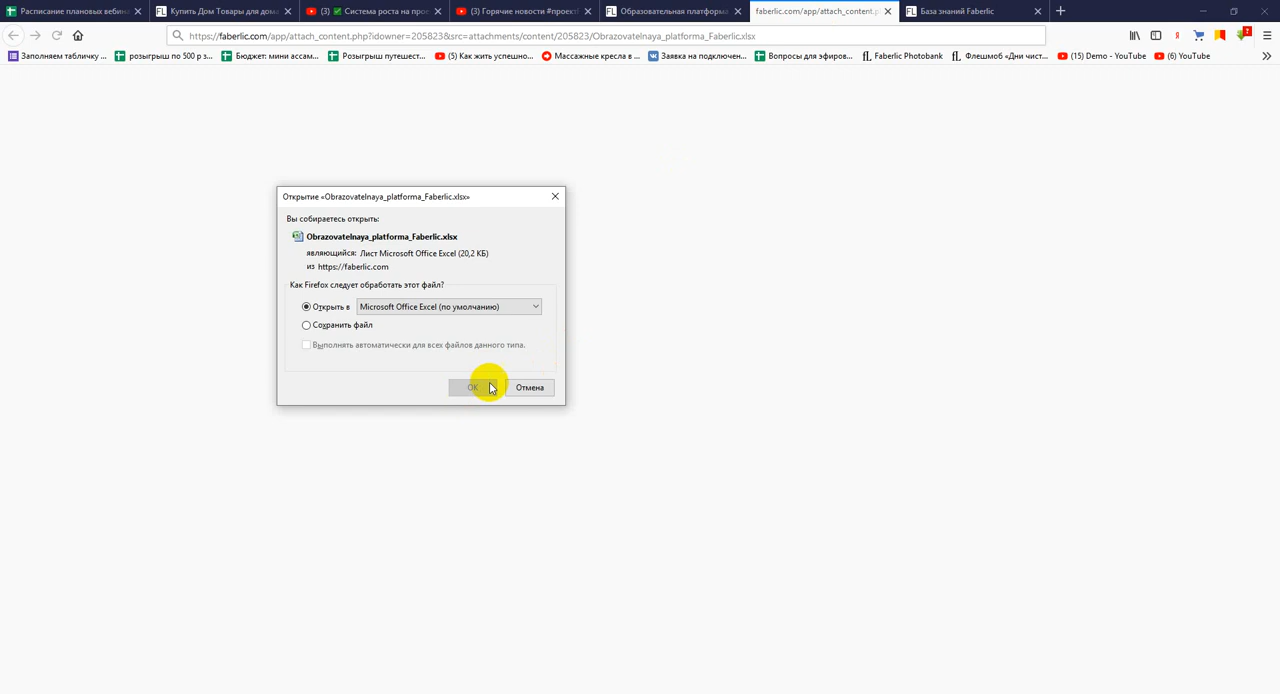 Расписание плановых вебина
Купить Дом Товары для дома
(3) ✅ Система роста на прое
(3) Горячие новости #проект
Образовательная платформа
faberlic.com/app/attach_content.p
База знаний Faberlic
https://faberlic.com/app/attach_content.php?idowner=205823&src=attachments/content/205823/Obrazovatelnaya_platforma_Faberlic.xlsx
Заполняем табличку ...
розыгрыш по 500 р з...
Бюджет: мини ассам...
Розыгрыш путешест...
(5) Как жить успешно...
Массажные кресла в ...
Заявка на подключен...
Вопросы для эфиров...
Faberlic Photobank
Флешмоб «Дни чист...
(15) Demo - YouTube
(6) YouTube
Открытие «Obrazovatelnaya_platforma_Faberlic.xlsx»
Вы собираетесь открыть:
Obrazovatelnaya_platforma_Faberlic.xlsx
являющийся: Лист Microsoft Office Excel (20,2 КБ)
из https://faberlic.com
Как Firefox следует обработать этот файл?
Открыть в Microsoft Office Excel (по умолчанию)
Сохранить файл
Выполнять автоматически для всех файлов данного типа.
ОК
Отмена